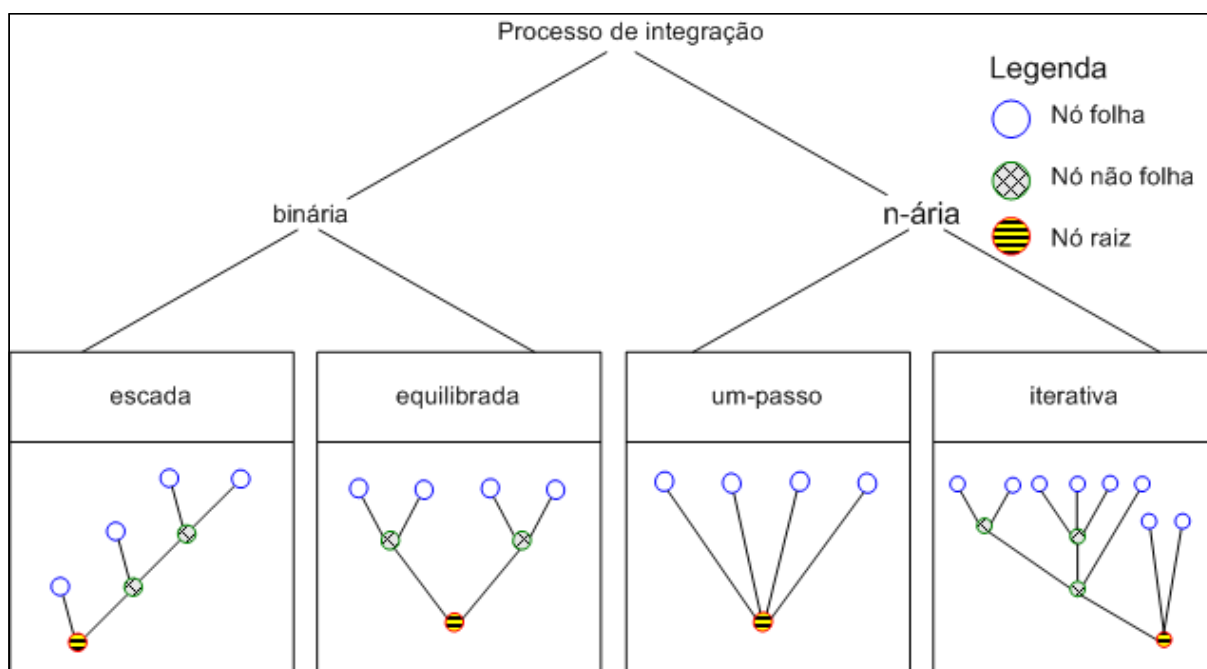 Processo de integração
Legenda
Nó folha
Nó não folha
Nó raiz
binária
n-ária
escada
equilibrada
um-passo
iterativa